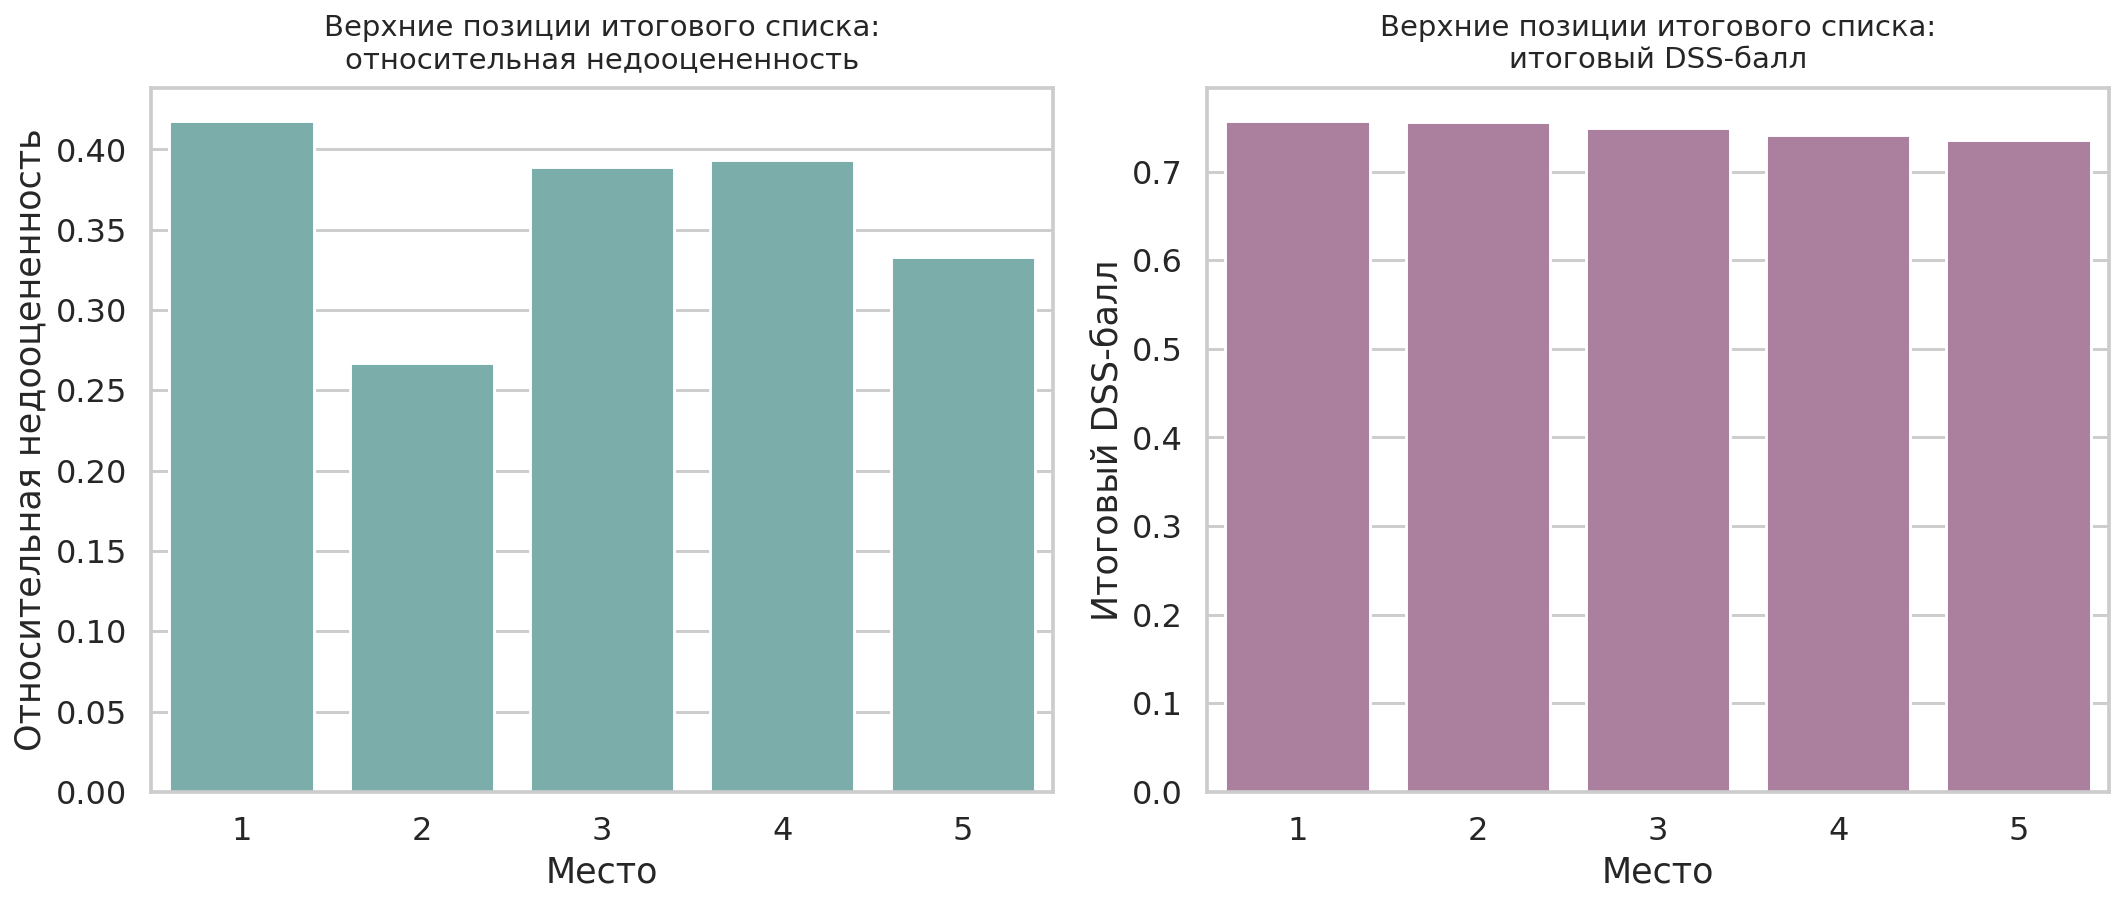 Верхние позиции итогового списка:
относительная недооцененность
Относительная недооцененность
0.40
0.35
0.30
0.25
0.20
0.15
0.10
0.05
0.00
1 2 3 4 5
Место
Верхние позиции итогового списка:
итоговый DSS-балл
Итоговый DSS-балл
0.7
0.6
0.5
0.4
0.3
0.2
0.1
0.0
1 2 3 4 5
Место